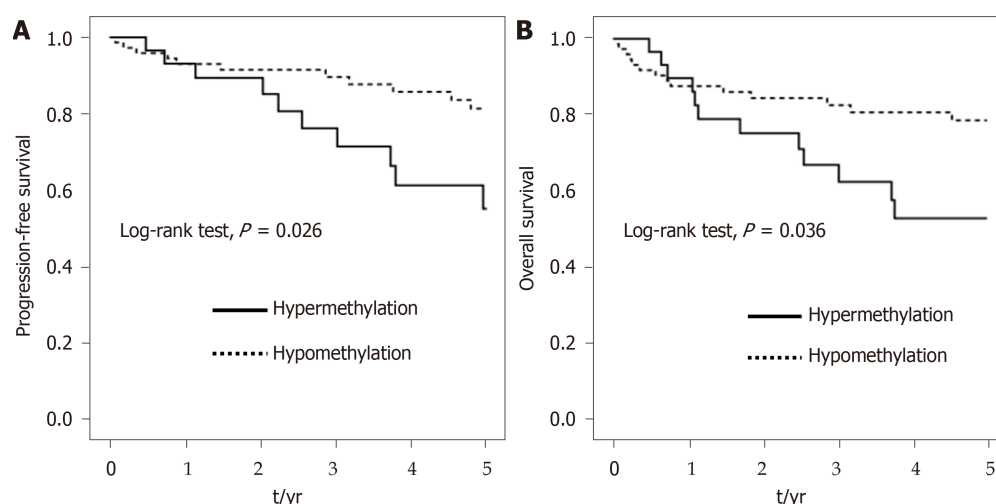 A
Progression-free survival
1.0
0.8
0.6
0.4
0.2
0.0
Log-rank test, P = 0.026
Hypermethylation
Hypomethylation
0 1 2 3 4 5
t/yr
B
Overall survival
1.0
0.8
0.6
0.4
0.2
0.0
Log-rank test, P = 0.036
Hypermethylation
Hypomethylation
0 1 2 3 4 5
t/yr